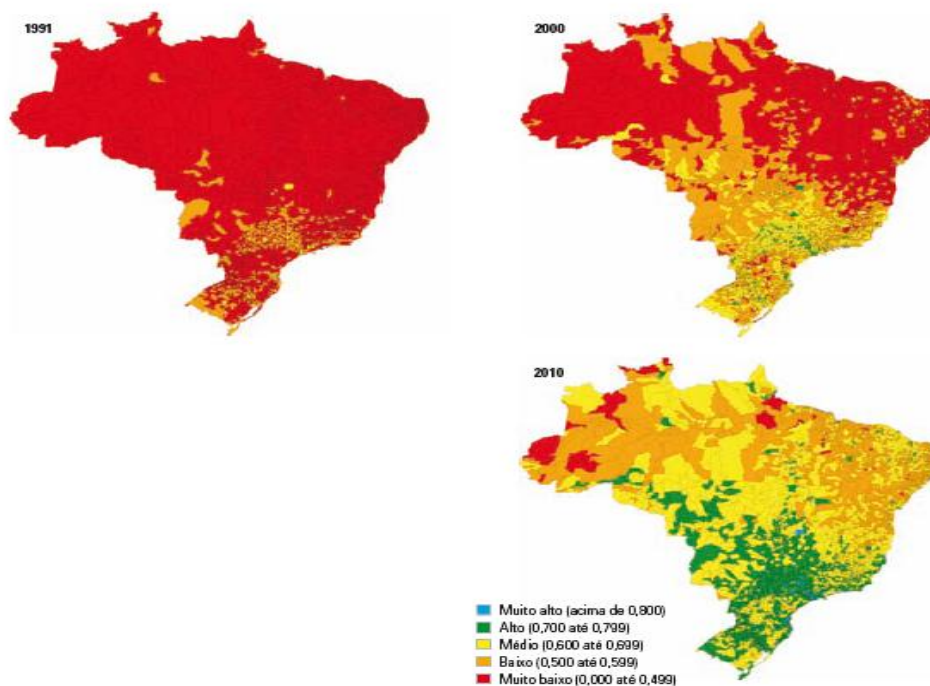 1991
2000
2010
Muito alto (acima de 0,800)
Alto (0,700 até 0,799)
Médio (0,600 até 0,699)
Baixo (0,500 até 0,599)
Muito baixo (0,000 até 0,499)